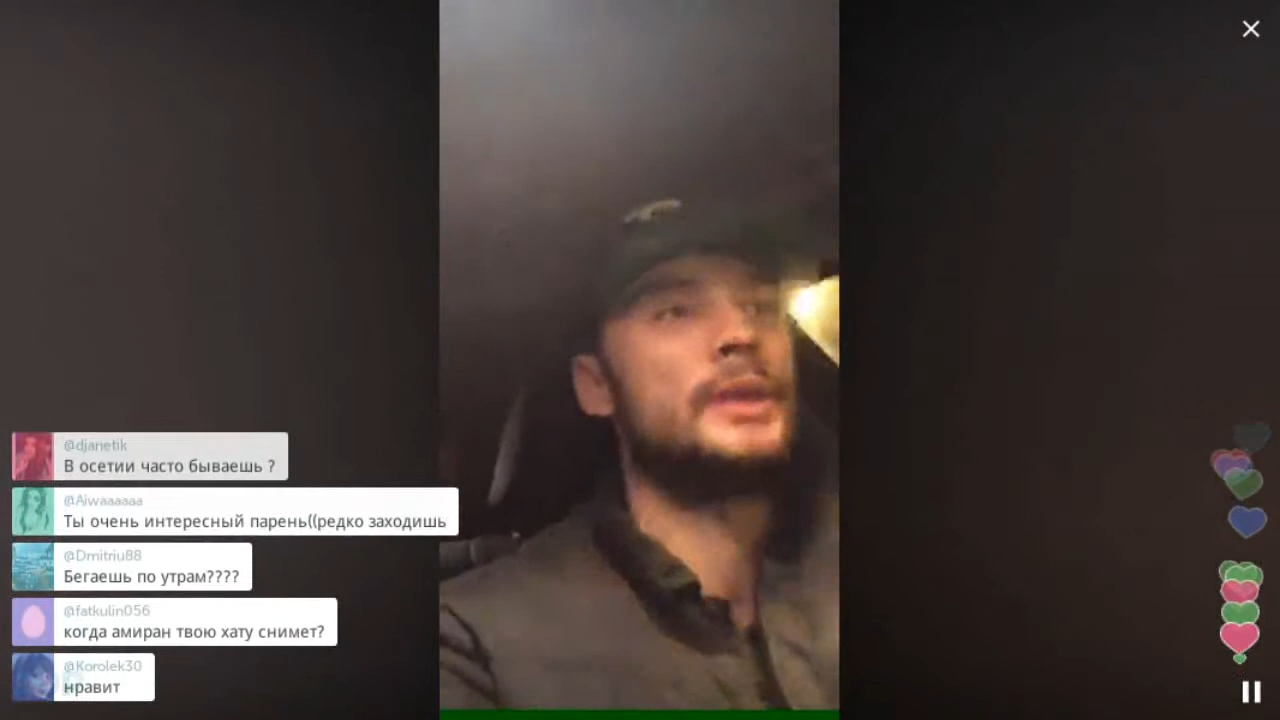 @djanetik
В осетии часто бываешь ?
@Aiwaaaaaa
Ты очень интересный парень((редко заходишь
@Dmitriu88
Бегаешь по утрам????
@fatkulin056
когда амиран твою хату снимет?
@Korolek30
нравит